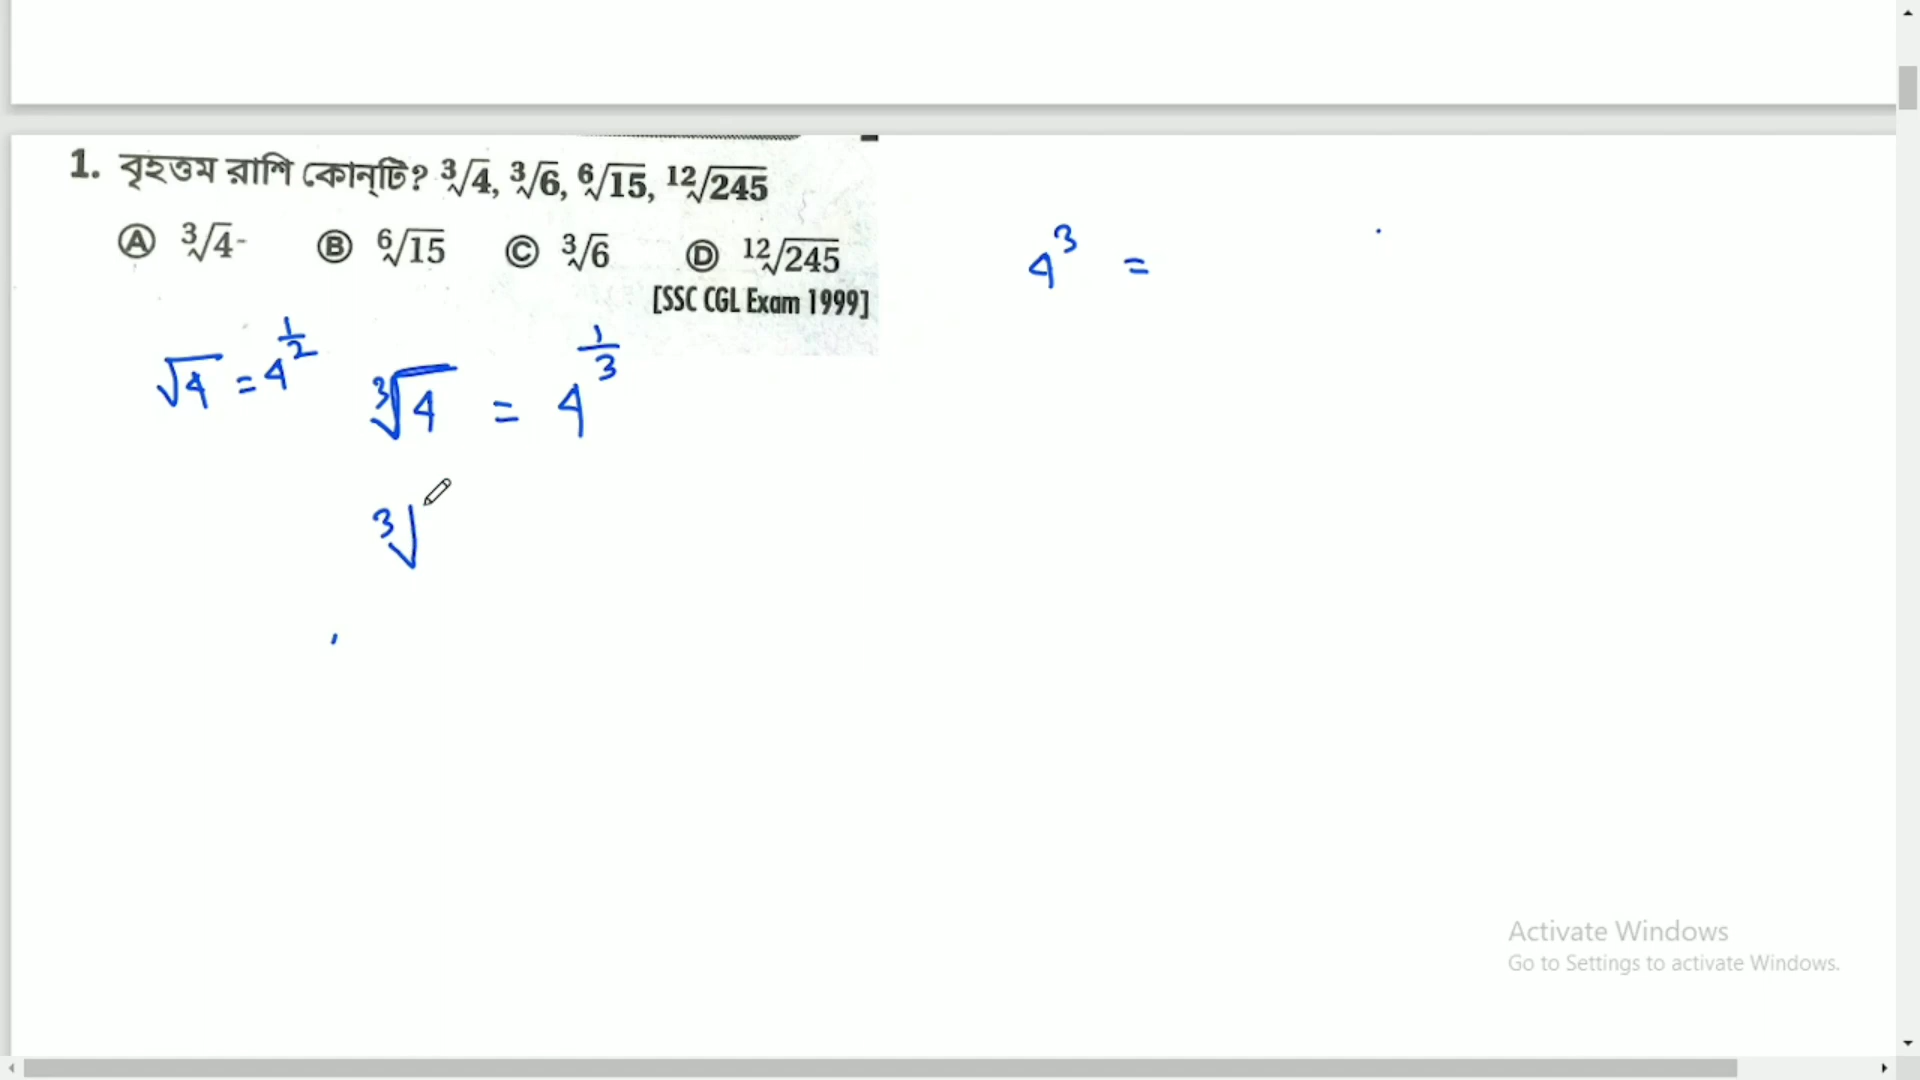 1. বৃহত্তম রাশি কোন্‌টি? ∛4, ∛6, ⁶√15, ¹²√245
Ⓐ ∛4 Ⓑ ⁶√15 Ⓒ ∛6 Ⓓ ¹²√245
[SSC CGL Exam 1999]
4³ =
√4 = 4^½
∛4 = 4^⅓
∛
Activate Windows
Go to Settings to activate Windows.